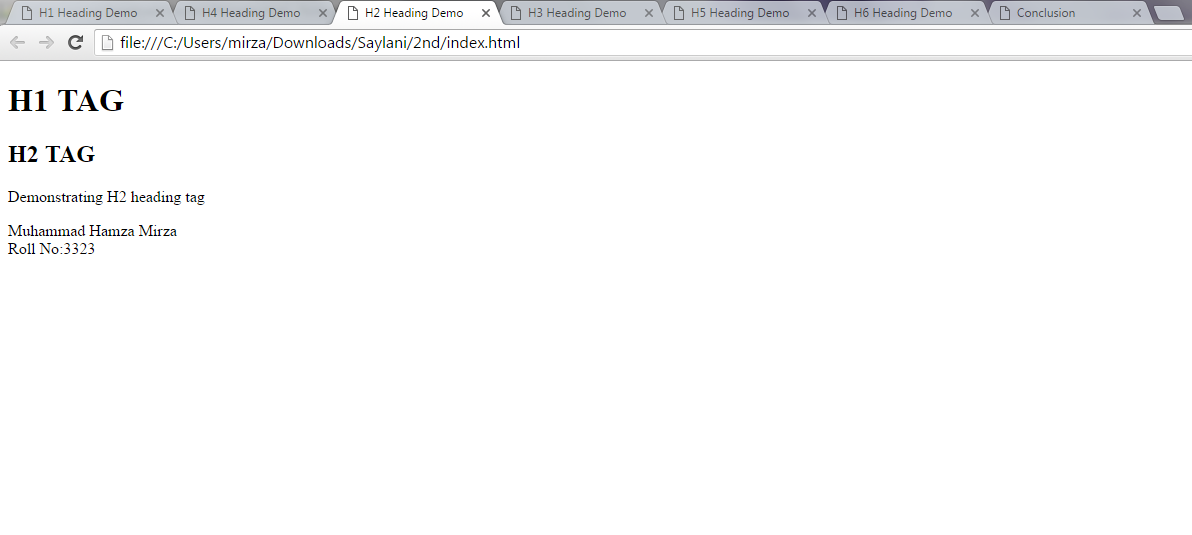 H1 Heading Demo
H4 Heading Demo
H2 Heading Demo
H3 Heading Demo
H5 Heading Demo
H6 Heading Demo
Conclusion
file:///C:/Users/mirza/Downloads/Saylani/2nd/index.html
H1 TAG
H2 TAG
Demonstrating H2 heading tag
Muhammad Hamza Mirza
Roll No:3323